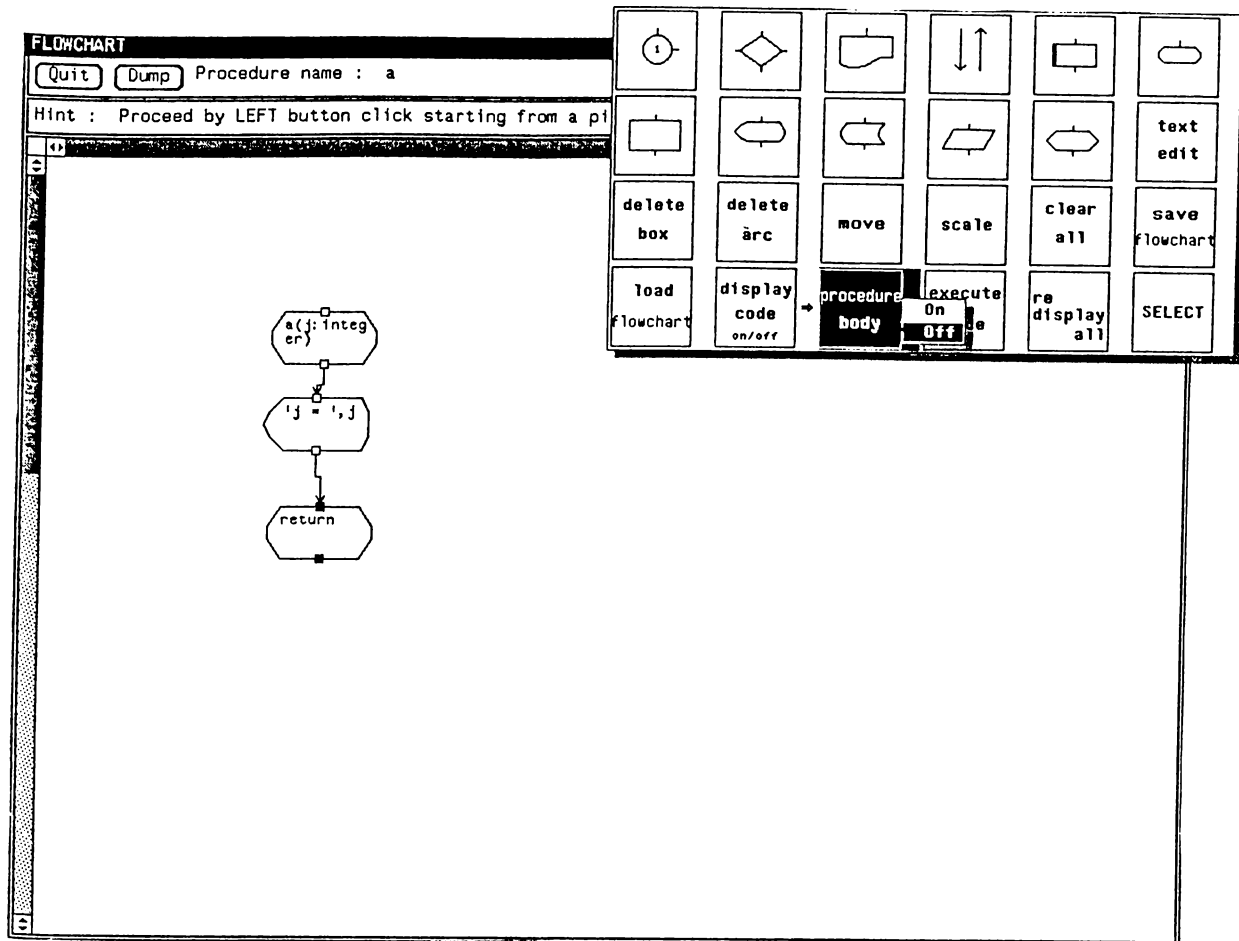 FLOWCHART
Quit Dump Procedure name : a
Hint : Proceed by LEFT button click starting from a pi
1
text
edit
delete
box
delete
arc
move
scale
clear
all
save
flowchart
load
flowchart
display
code
on/off
procedure
body
execute
On
Off
e
re
display
all
SELECT
a(j:integ
er)
'j = ',j
return